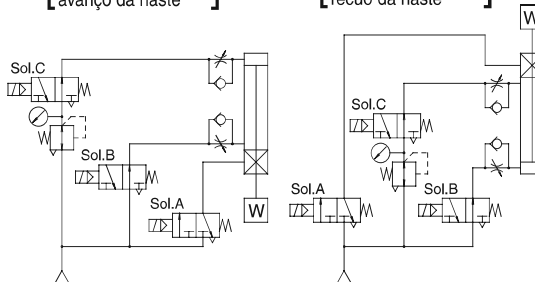 [avanço da haste]
[recuo da haste]
W
Sol.C
Sol.B
Sol.A
W
Sol.C
Sol.A
Sol.B